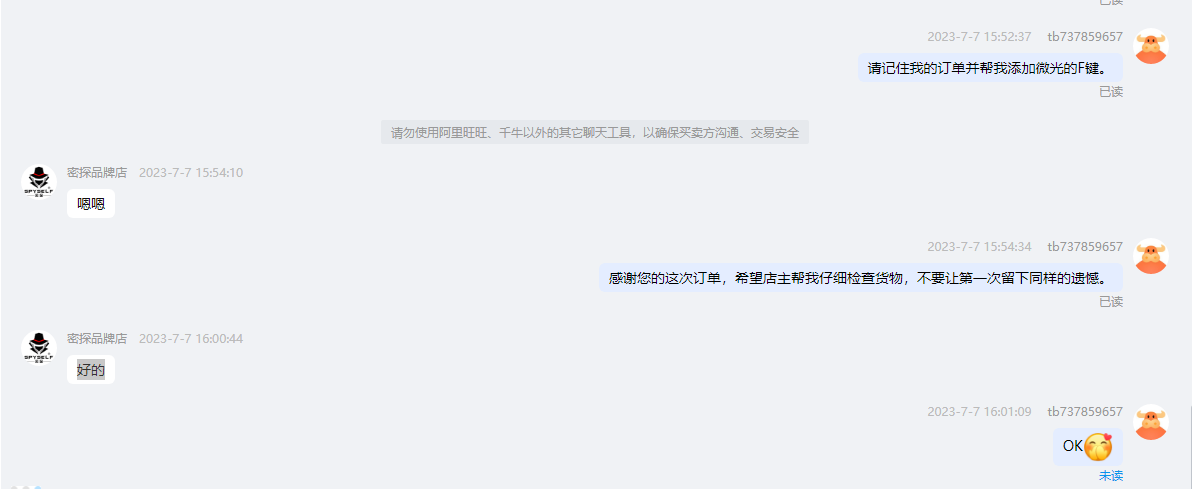 已读
2023-7-7 15:52:37 tb737859657
请记住我的订单并帮我添加微光的F键。
已读
请勿使用阿里旺旺、千牛以外的其它聊天工具，以确保买卖方沟通、交易安全
密探品牌店 2023-7-7 15:54:10
SPYSELF
嗯嗯
2023-7-7 15:54:34 tb737859657
感谢您的这次订单，希望店主帮我仔细检查货物，不要让第一次留下同样的遗憾。
已读
密探品牌店 2023-7-7 16:00:44
SPYSELF
好的
2023-7-7 16:01:09 tb737859657
OK
未读